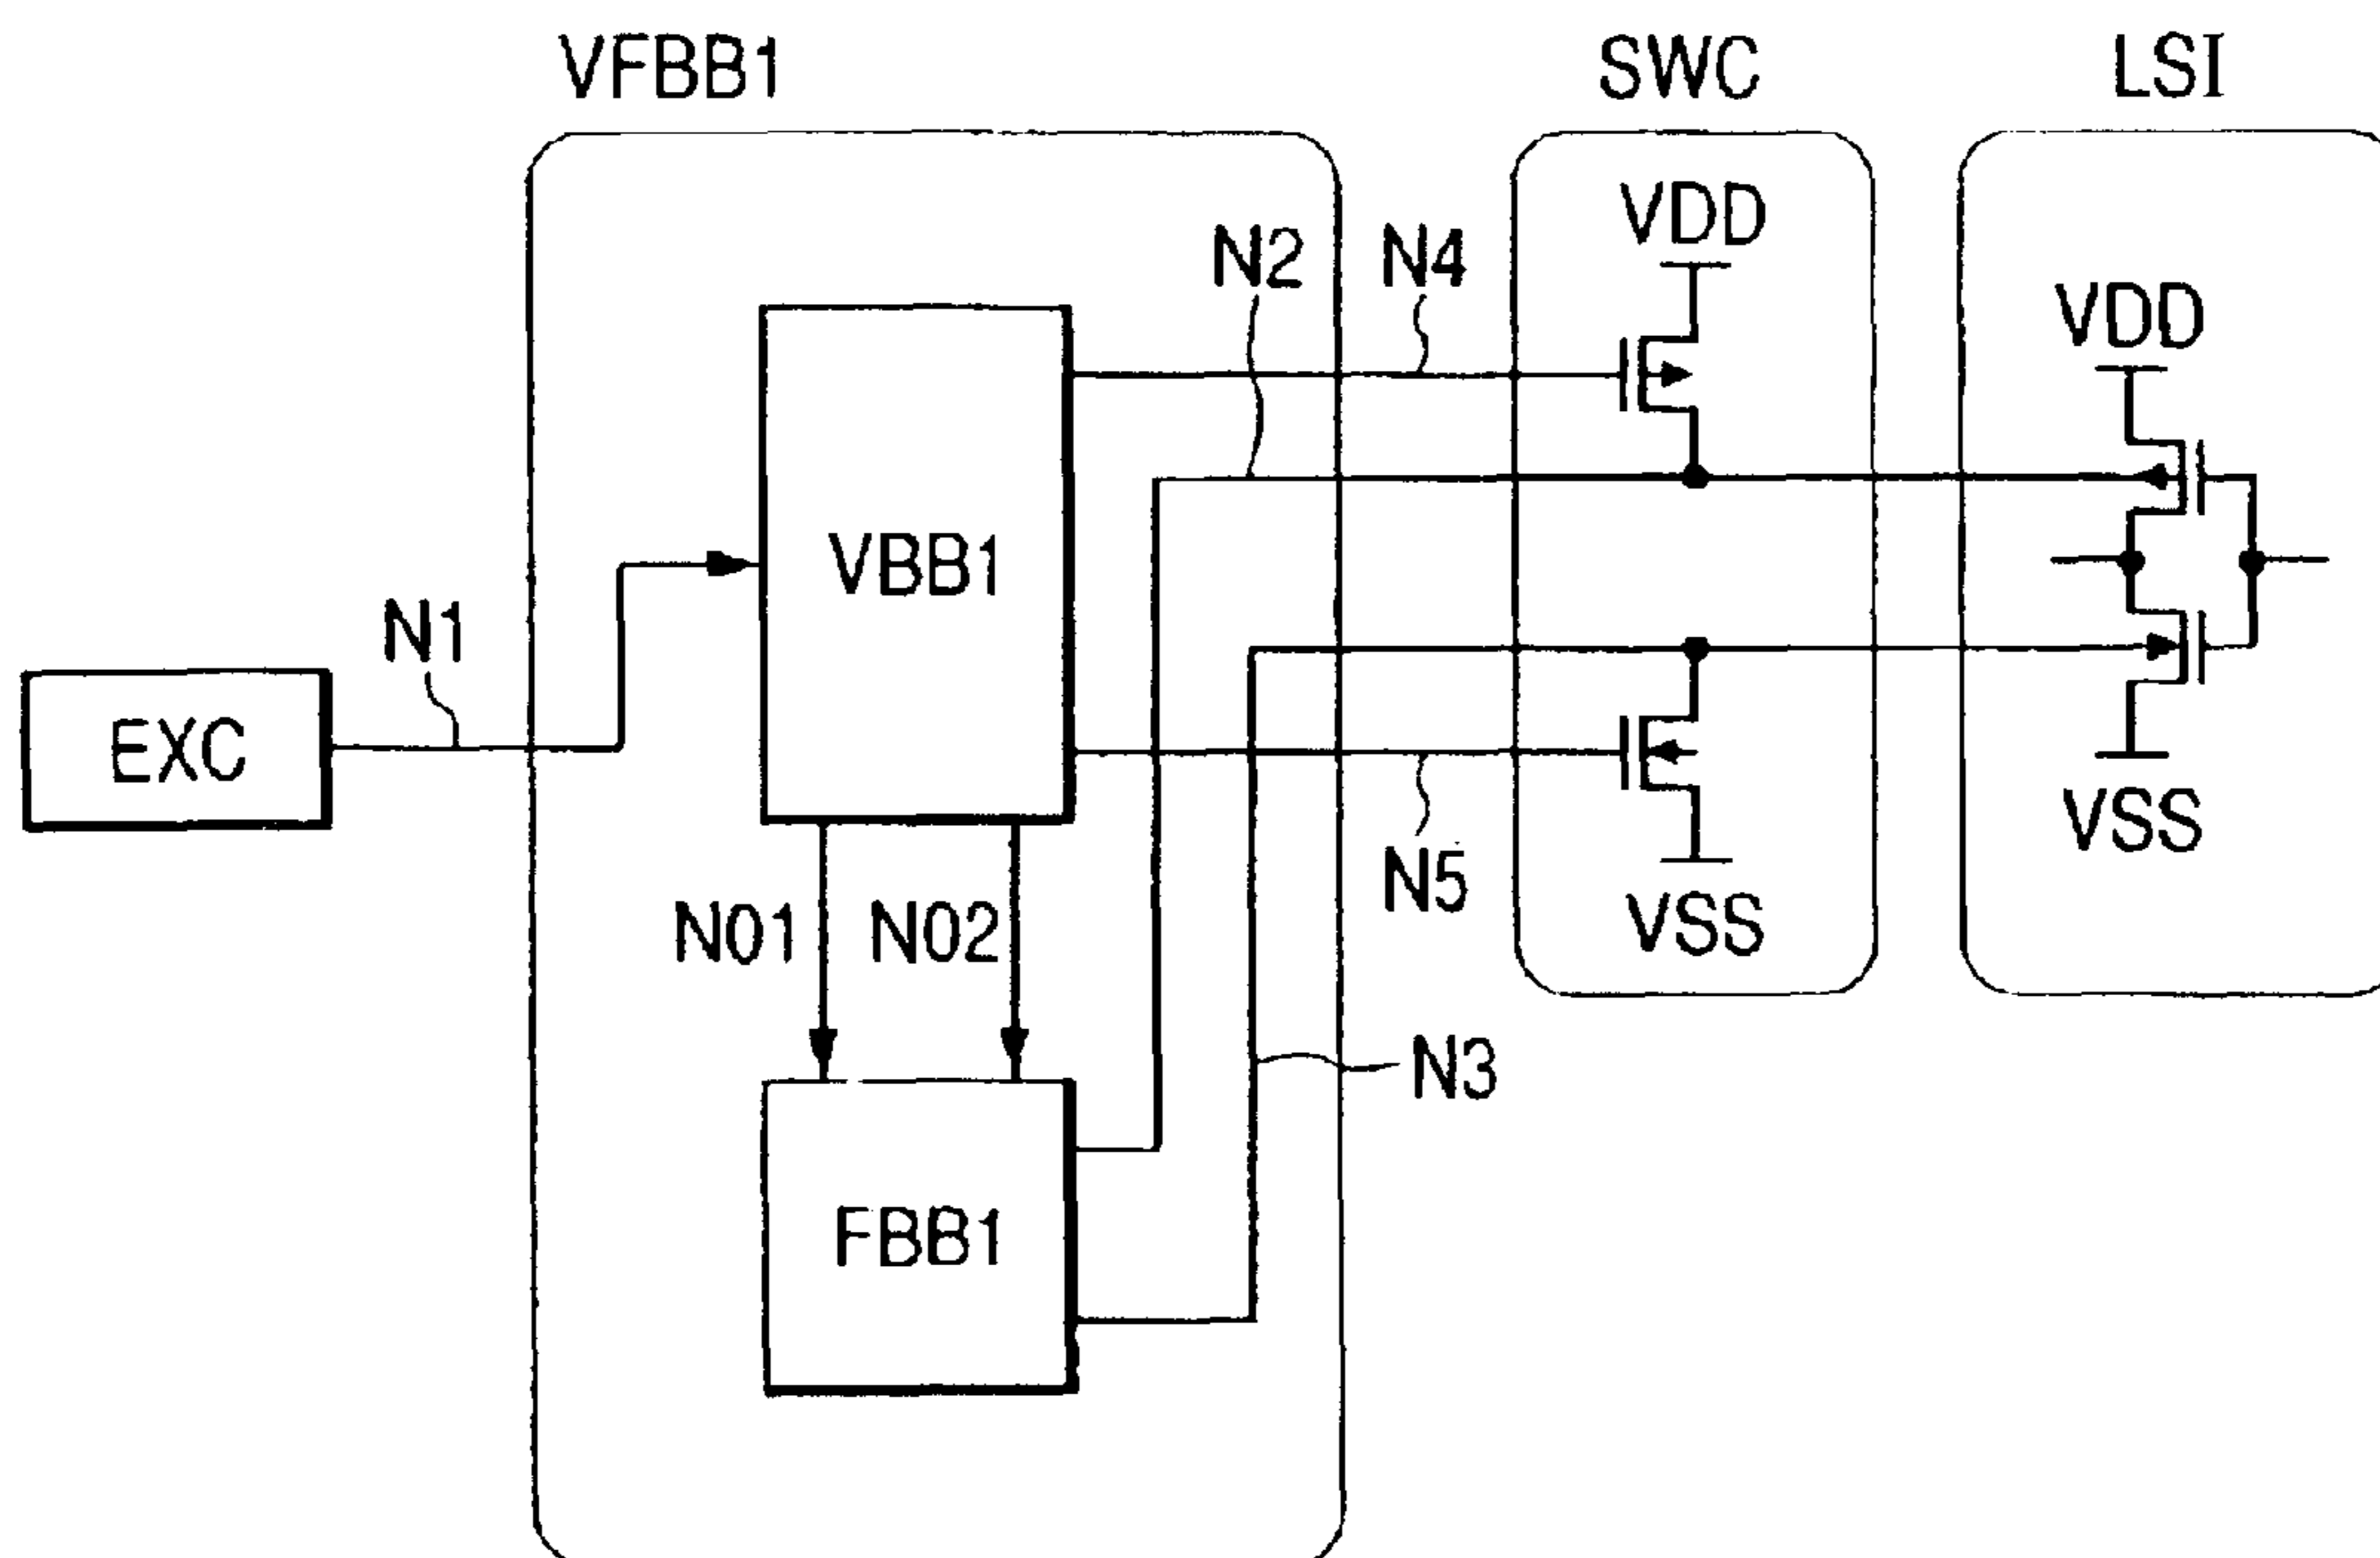 VFBB1
SWC
LSI
VDD
N2
N4
VDD
VBB1
N1
EXC
VSS
N5
N01
N02
VSS
N3
FBB1